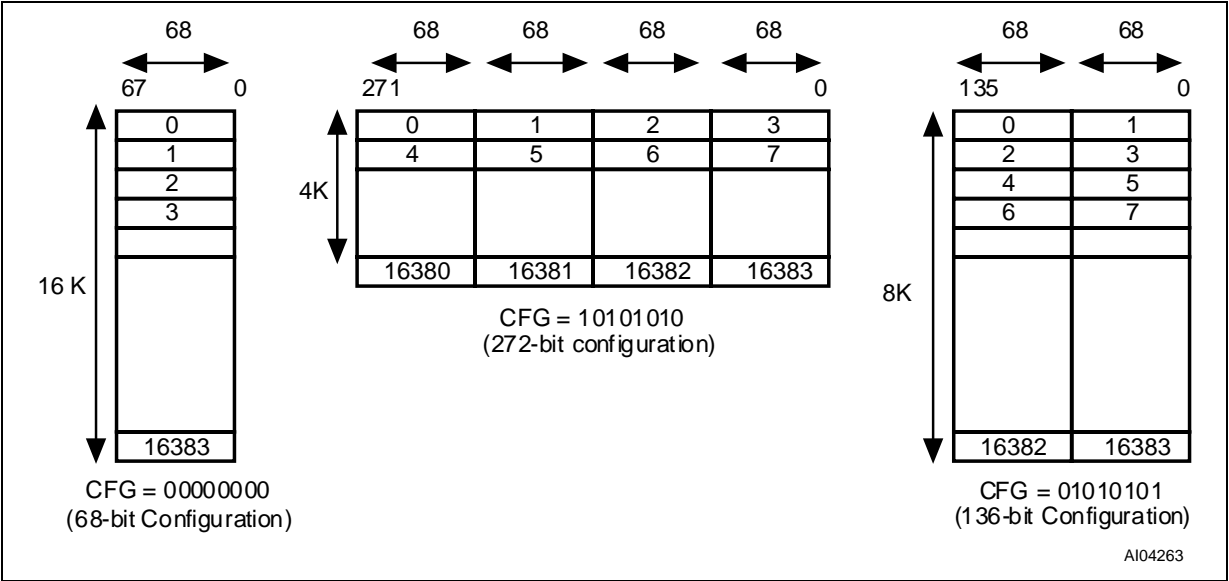 68
67 0
0
1
2
3
16 K
16383
CFG = 00000000
(68-bit Configuration)
68 68 68 68
271 0
0 1 2 3
4 5 6 7
4K
16380 16381 16382 16383
CFG = 10101010
(272-bit configuration)
68 68
135 0
0 1
2 3
4 5
6 7
8K
16382 16383
CFG = 01010101
(136-bit Configuration)
AI04263